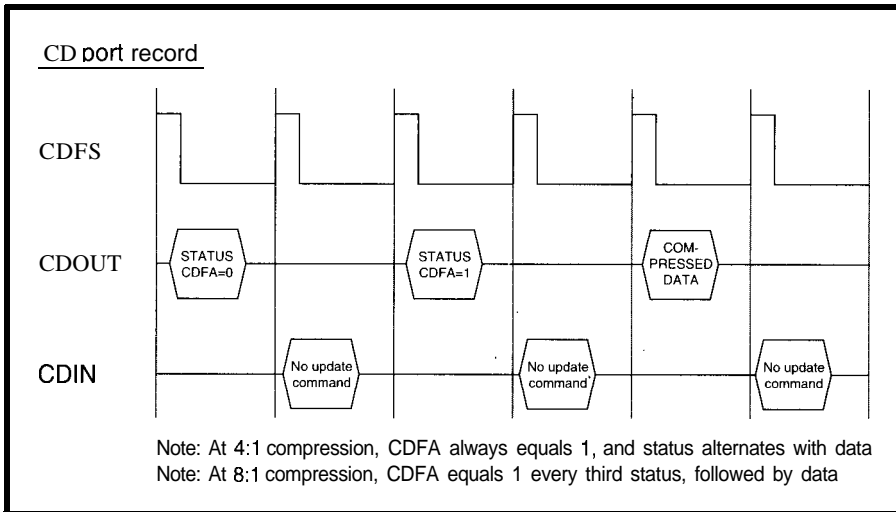 CD port record
CDFS
CDOUT
STATUS
CDFA=0
STATUS
CDFA=1
COM-
PRESSED
DATA
CDIN
No update
command
No update
command
No update
command
Note: At 4:1 compression, CDFA always equals 1, and status alternates with data
Note: At 8:1 compression, CDFA equals 1 every third status, followed by data